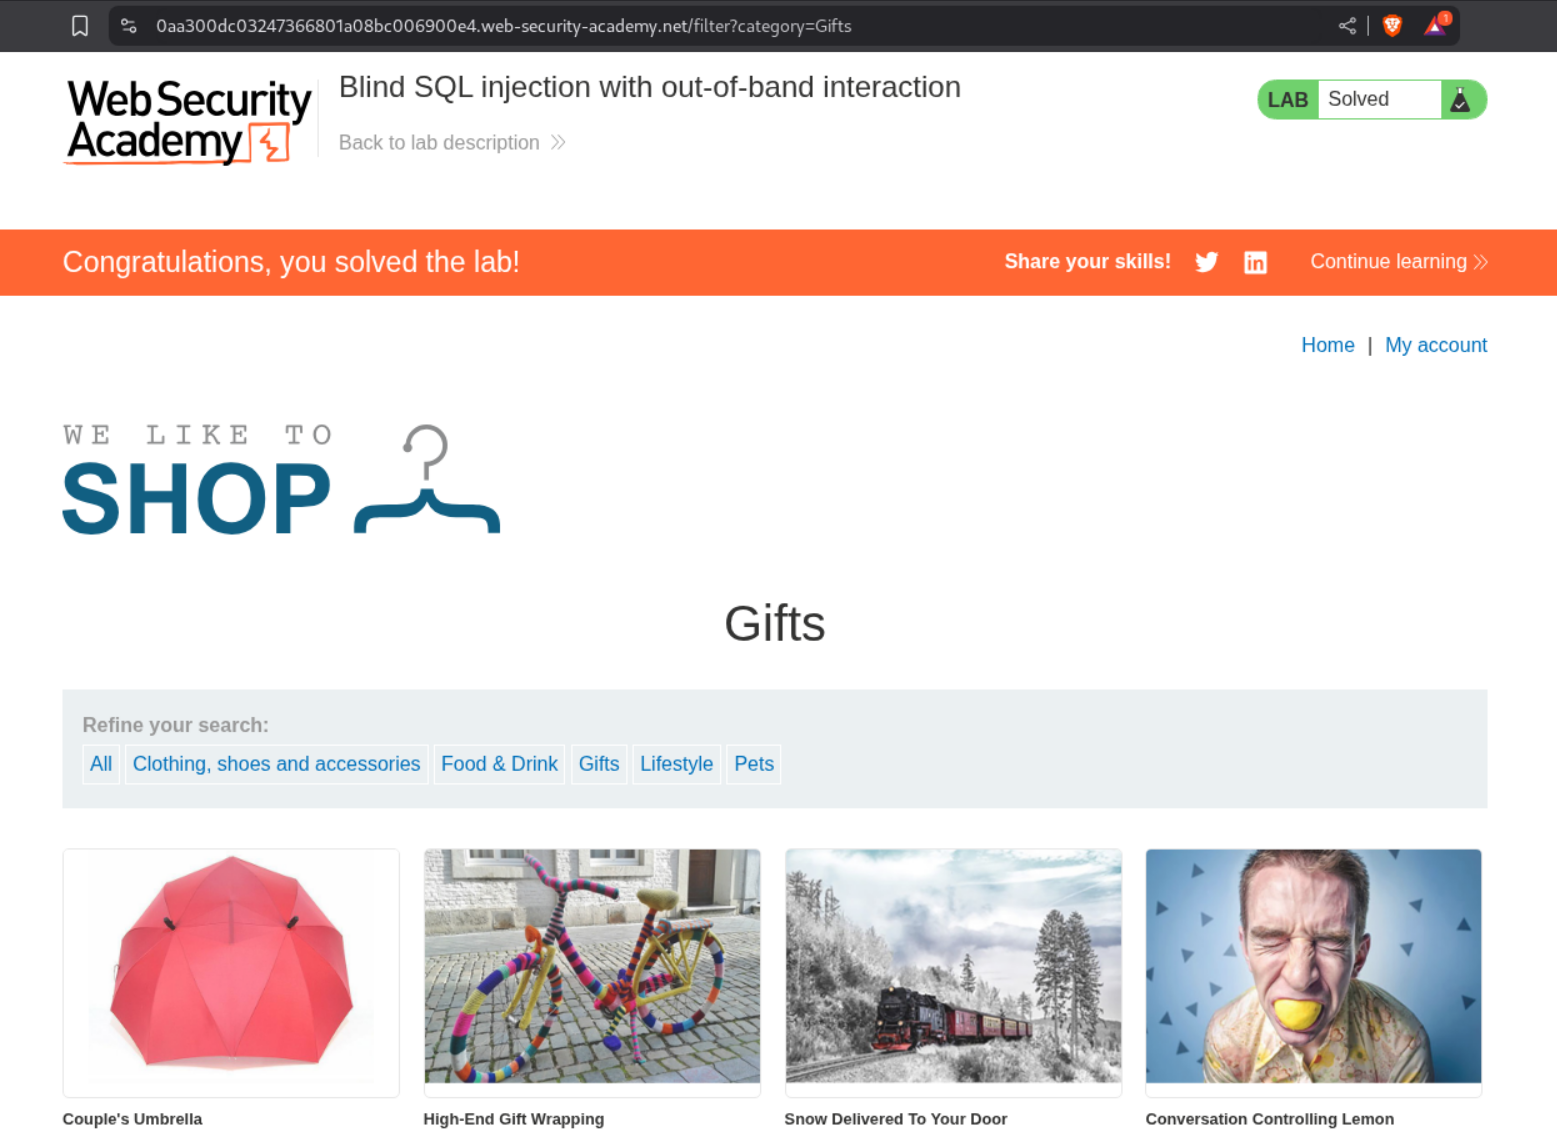 0aa300dc03247366801a08bc006900e4.web-security-academy.net/filter?category=Gifts
1
Web Security
Academy
Blind SQL injection with out-of-band interaction
Back to lab description
LAB Solved
Congratulations, you solved the lab!
Share your skills!
Continue learning
Home | My account
WE LIKE TO
SHOP
Gifts
Refine your search:
All Clothing, shoes and accessories Food & Drink Gifts Lifestyle Pets
Couple's Umbrella High-End Gift Wrapping Snow Delivered To Your Door Conversation Controlling Lemon